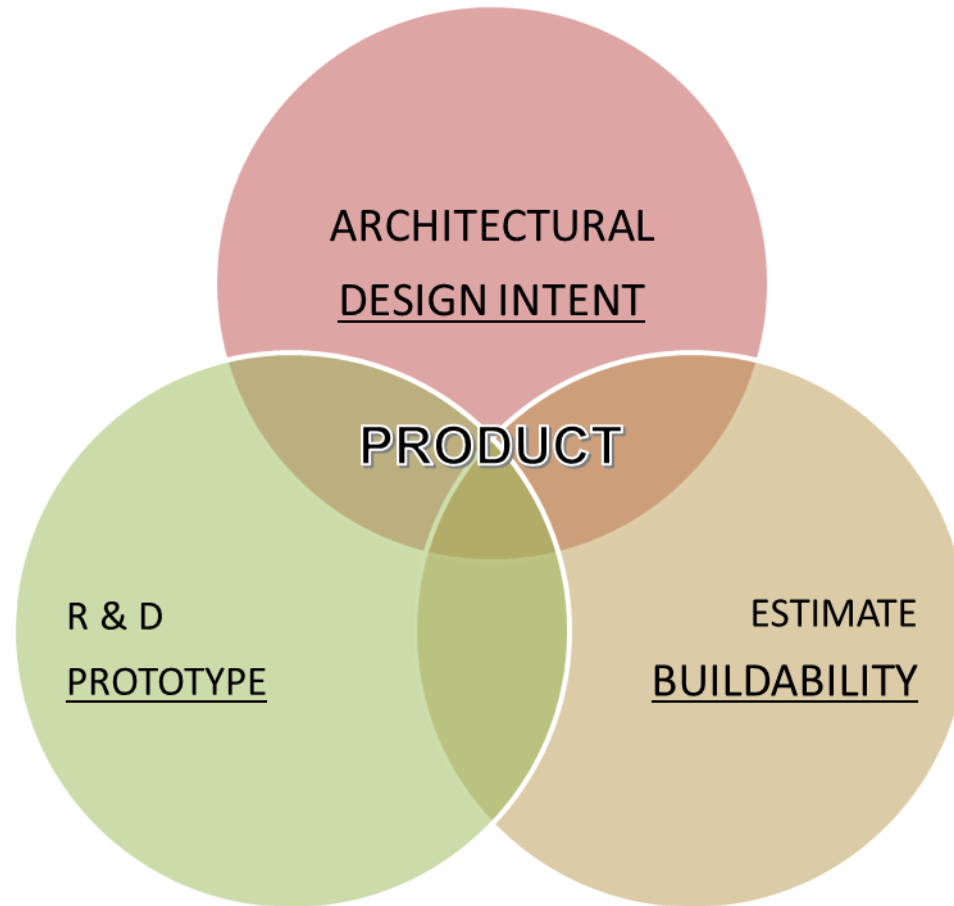 ARCHITECTURAL
DESIGN INTENT
PRODUCT
R & D
PROTOTYPE
ESTIMATE
BUILDABILITY